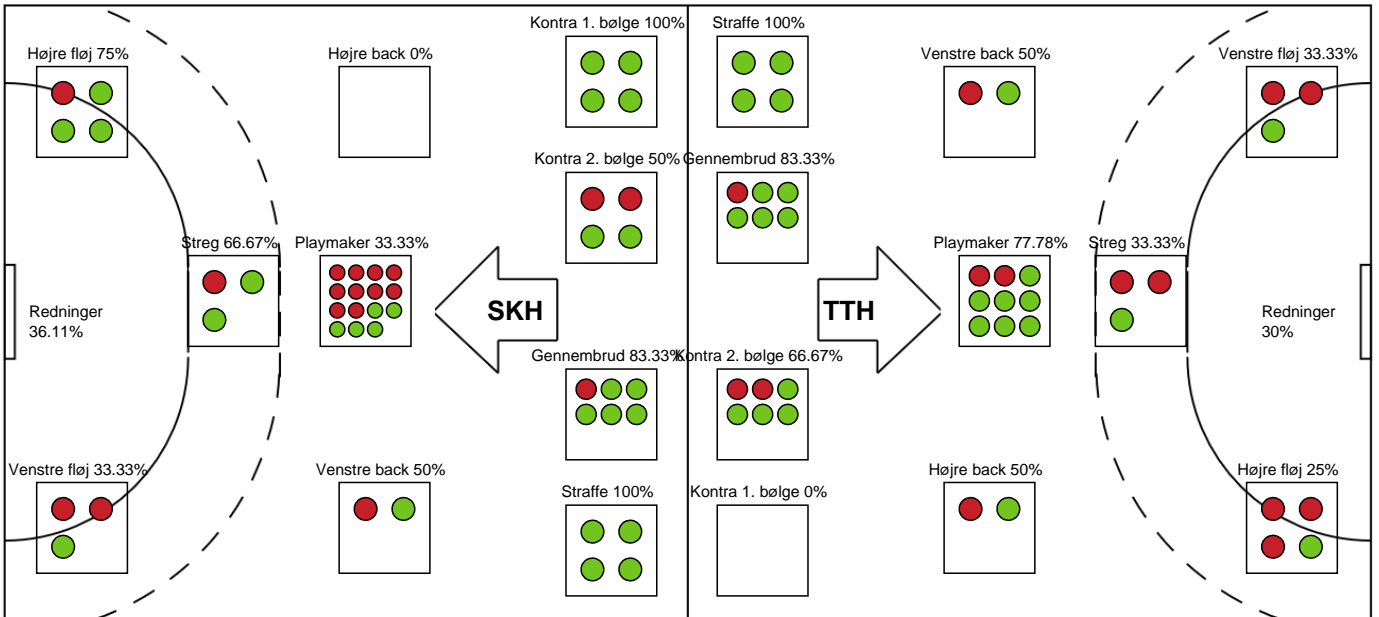 Kontra 1. bølge 100%
Straffe 100%
Højre fløj 75%
Højre back 0%
Venstre back 50%
Venstre fløj 33.33%
Kontra 2. bølge 50%
Gennembrud 83.33%
Streg 66.67%
Playmaker 33.33%
Playmaker 77.78%
Streg 33.33%
Redninger
36.11%
SKH
TTH
Redninger
30%
Gennembrud 83.33%
Kontra 2. bølge 66.67%
Venstre fløj 33.33%
Venstre back 50%
Højre back 50%
Højre fløj 25%
Straffe 100%
Kontra 1. bølge 0%